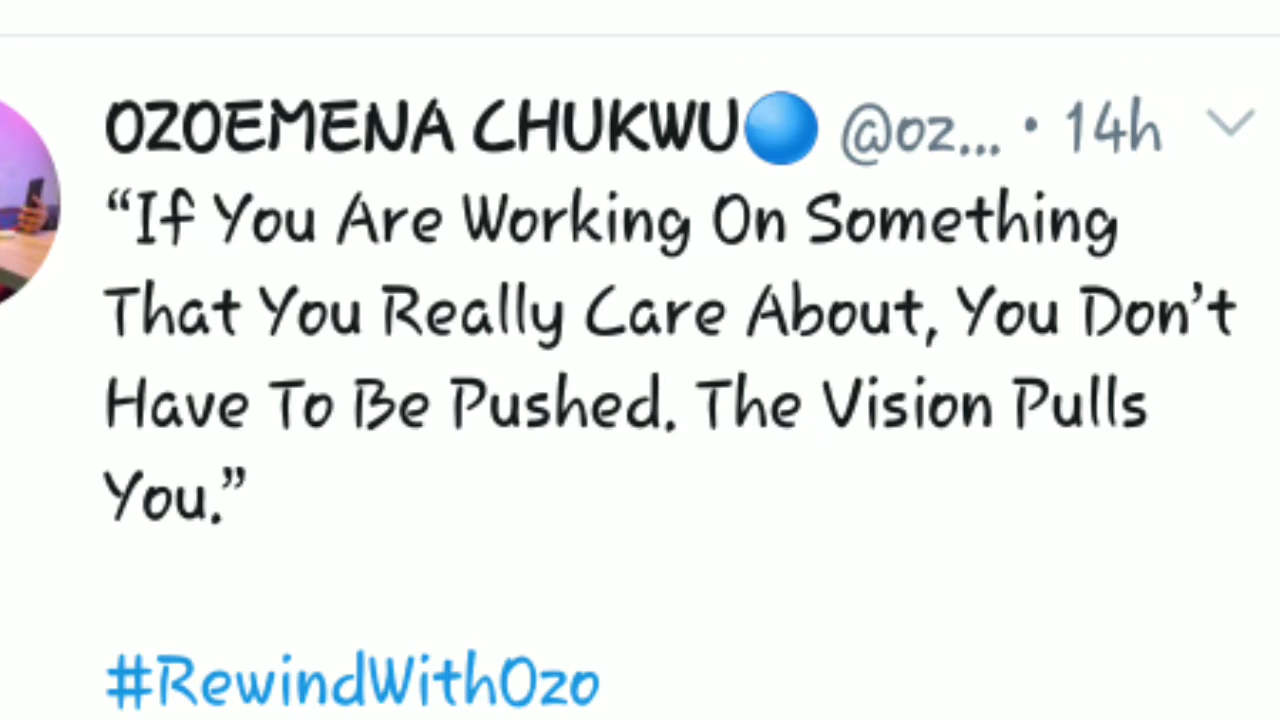 OZOEMENA CHUKWU🔵 @oz... • 14h
“If You Are Working On Something
That You Really Care About, You Don’t
Have To Be Pushed. The Vision Pulls
You.”
#RewindWithOzo